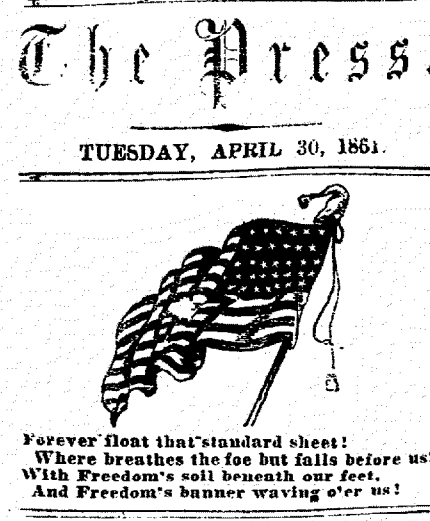 The Press.
TUESDAY, APRIL 30, 1861.
Forever float that standard sheet!
Where breathes the foe but falls before us
With Freedom's soil beneath our feet.
And Freedom's banner waving o'er us!